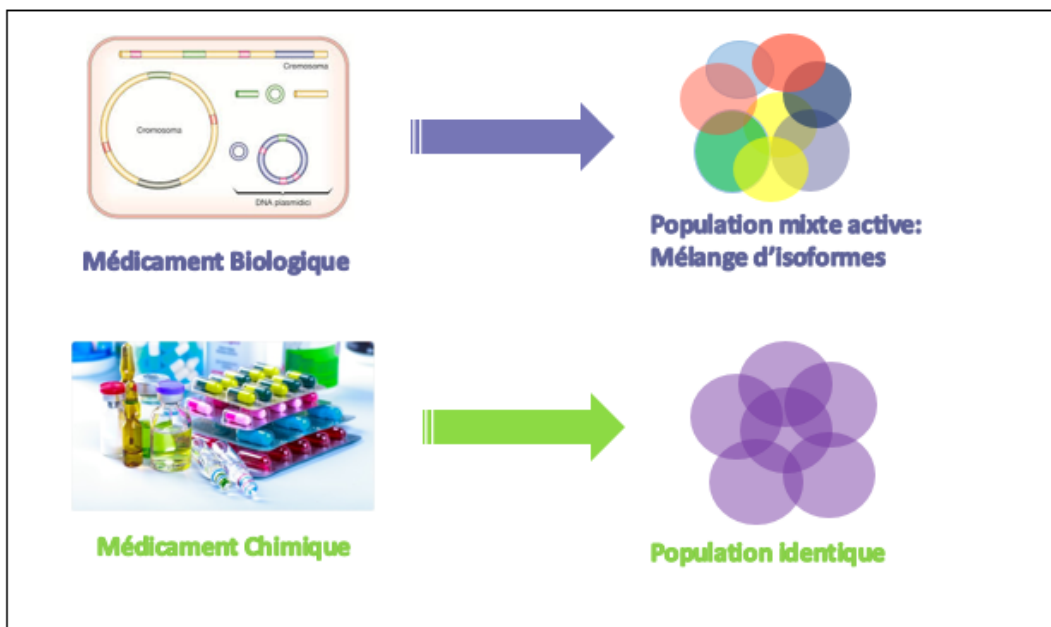 Cromosoma
Cromosoma
DNA plasmidici
Médicament Biologique
Population mixte active:
Mélange d'isoformes
Médicament Chimique
Population identique